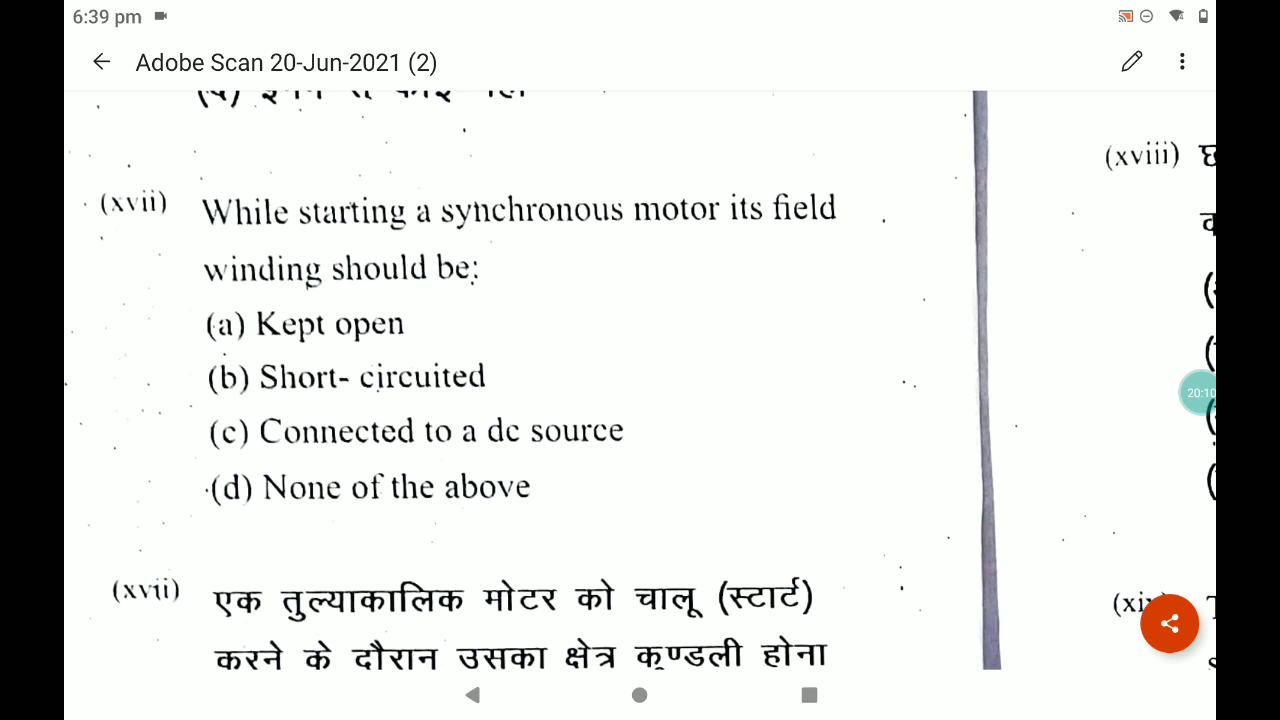 6:39 pm
Adobe Scan 20-Jun-2021 (2)
(xvii) While starting a synchronous motor its field
winding should be:
(a) Kept open
(b) Short- circuited
(c) Connected to a dc source
(d) None of the above
(xvii) एक तुल्याकालिक मोटर को चालू (स्टार्ट)
करने के दौरान उसका क्षेत्र कुण्डली होना
(xviii)
20:10